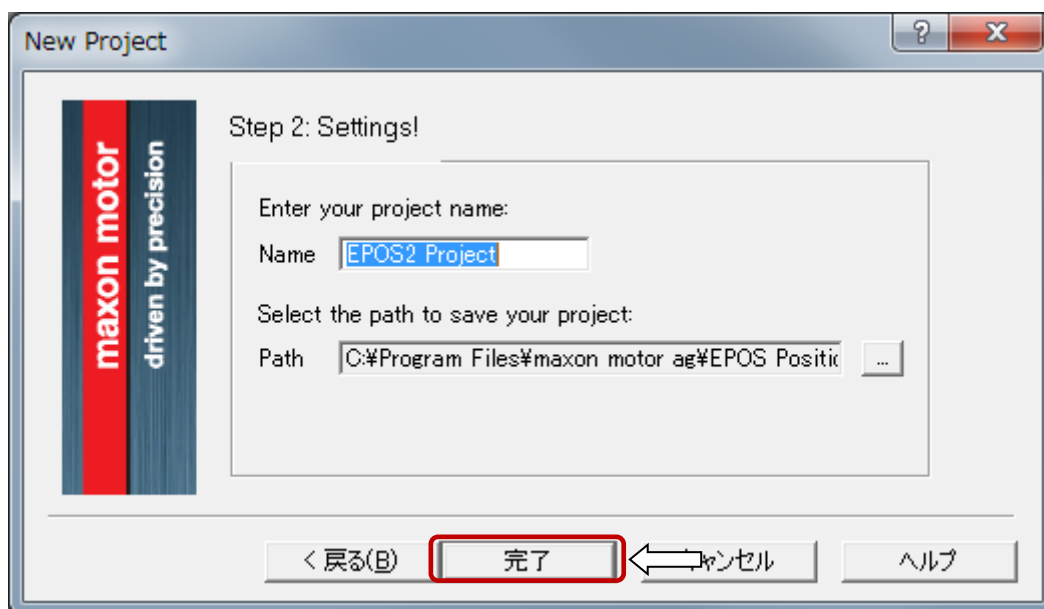 New Project
maxon motor
driven by precision
Step 2: Settings!
Enter your project name:
Name EPOS2 Project
Select the path to save your project:
Path C:¥Program Files¥maxon motor ag¥EPOS Positic ...
< 戻る(B) 完了 キャンセル ヘルプ